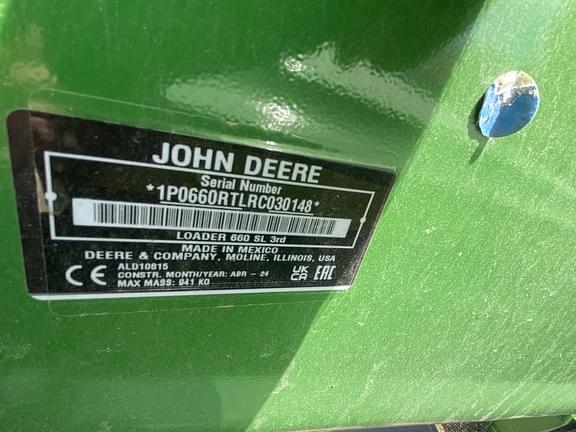 JOHN DEERE
Serial Number
*1P0660RTLRC030148*
LOADER 660 SL 3rd
MADE IN MEXICO
DEERE & COMPANY, MOLINE, ILLINOIS, USA
ALD10815
CONSTR. MONTH/YEAR: ABR - 24
MAX MASS: 941 KG
CE
UK
CA
EAC